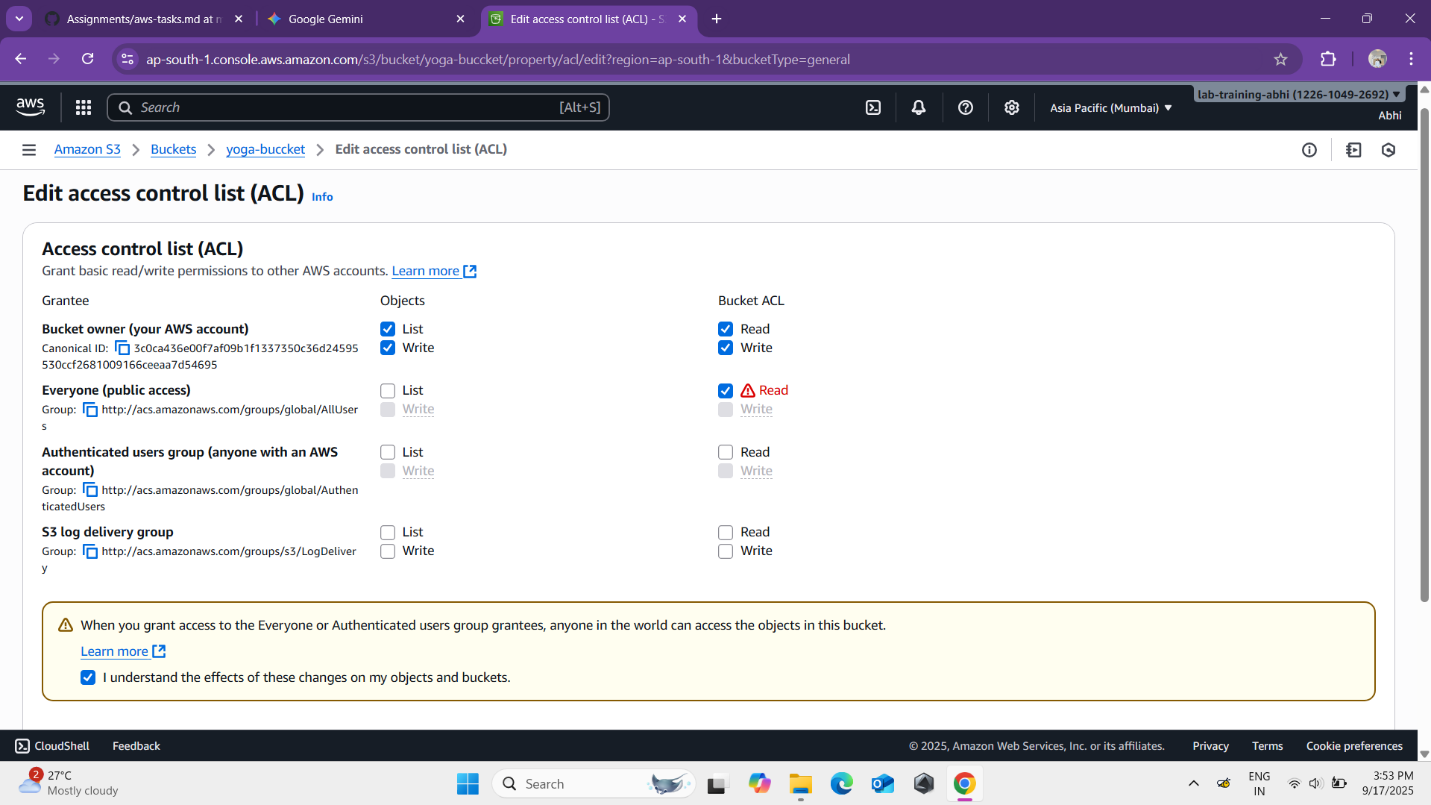 Assignments/aws-tasks.md at n
Google Gemini
Edit access control list (ACL) - S
ap-south-1.console.aws.amazon.com/s3/bucket/yoga-buccket/property/acl/edit?region=ap-south-1&bucketType=general
aws
Search [Alt+S]
Asia Pacific (Mumbai)
lab-training-abhi (1226-1049-2692)
Abhi
Amazon S3 Buckets yoga-buccket Edit access control list (ACL)
Edit access control list (ACL) Info
Access control list (ACL)
Grant basic read/write permissions to other AWS accounts. Learn more
Grantee Objects Bucket ACL
Bucket owner (your AWS account) List Read
Canonical ID: 3c0ca436e00f7af09b1f1337350c36d24595 Write Write
530ccf2681009166ceeaa7d54695
Everyone (public access) List Read
Group: http://acs.amazonaws.com/groups/global/AllUser Write Write
s
Authenticated users group (anyone with an AWS List Read
account) Write Write
Group: http://acs.amazonaws.com/groups/global/Authen
ticatedUsers
S3 log delivery group List Read
Group: http://acs.amazonaws.com/groups/s3/LogDeliver Write Write
y
When you grant access to the Everyone or Authenticated users group grantees, anyone in the world can access the objects in this bucket.
Learn more
I understand the effects of these changes on my objects and buckets.
CloudShell Feedback © 2025, Amazon Web Services, Inc. or its affiliates. Privacy Terms Cookie preferences
2
27°C
Mostly cloudy
Search
ENG
IN
3:53 PM
9/17/2025